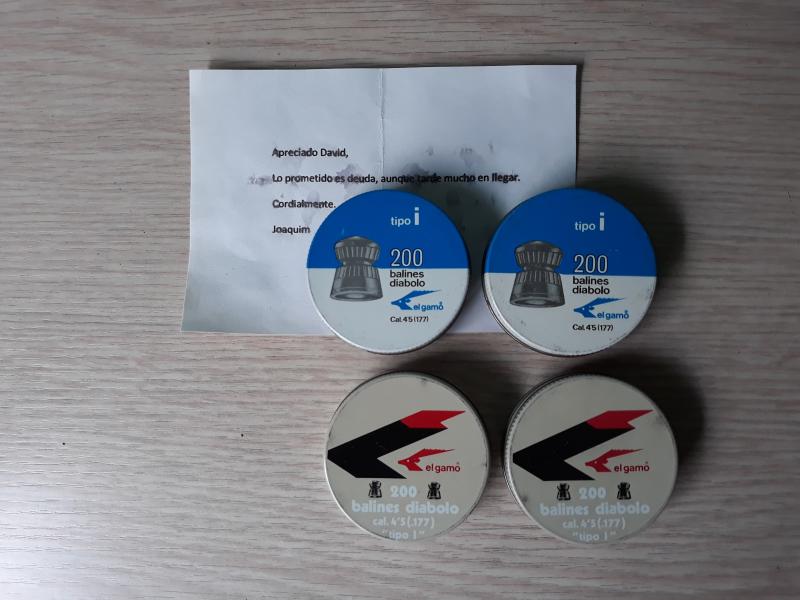 Apreciado David,
Lo prometido es deuda, aunque tarde mucho en llegar.
Cordialmente.
Joaquim
tipo i
200
balines
diabolo
el gamo
Cal. 4'5 (177)
tipo i
200
balines
diabolo
el gamo
Cal. 4'5 (177)
el gamo
200
balines diabolo
cal. 4'5 (.177)
"tipo I"
el gamo
200
balines diabolo
cal. 4'5 (.177)
"tipo I"